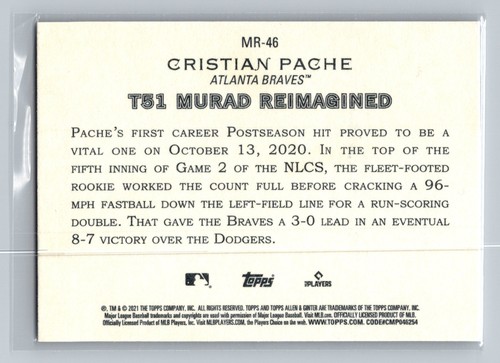 MR-46
CRISTIAN PACHE
ATLANTA BRAVES™
T51 MURAD REIMAGINED
PACHE'S FIRST CAREER POSTSEASON HIT PROVED TO BE A
VITAL ONE ON OCTOBER 13, 2020. IN THE TOP OF THE
FIFTH INNING OF GAME 2 OF THE NLCS, THE FLEET-FOOTED
ROOKIE WORKED THE COUNT FULL BEFORE CRACKING A 96-
MPH FASTBALL DOWN THE LEFT-FIELD LINE FOR A RUN-SCORING
DOUBLE. THAT GAVE THE BRAVES A 3-0 LEAD IN AN EVENTUAL
8-7 VICTORY OVER THE DODGERS.
Topps PLAYERS
®, TM & © 2021 THE TOPPS COMPANY, INC. ALL RIGHTS RESERVED. TOPPS AND TOPPS ALLEN & GINTER ARE TRADEMARKS OF THE TOPPS COMPANY, INC.
Major League Baseball trademarks and copyrights are used with permission of Major League Baseball. Visit MLB.com. OFFICIALLY LICENSED PRODUCT OF MLB.
Officially Licensed Product of MLB Players, Inc. Visit MLBPLAYERS.com, the Players Choice on the web. WWW.TOPPS.COM. CODE#CMP046254